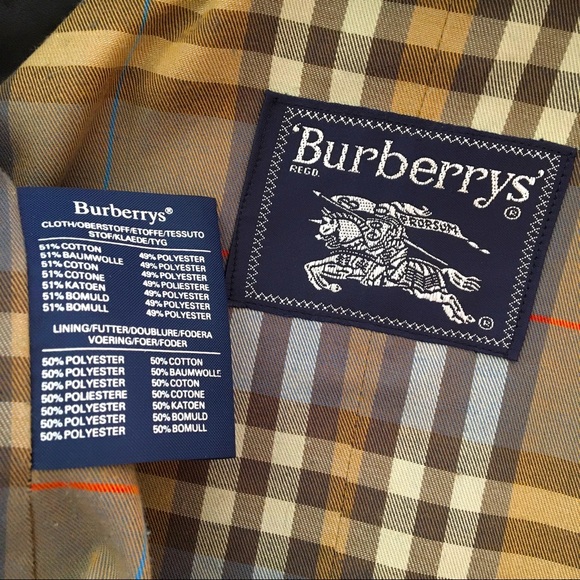 Burberrys®
CLOTH/OBERSTOFF/ETOFFE/TESSUTO
STOF/KLAEDE/TYG
51% COTTON
51% BAUMWOLLE 49% POLYESTER
51% COTON 49% POLYESTER
51% COTONE 49% POLIESTERE
51% KATOEN 49% POLYESTER
51% BOMULD 49% POLYESTER
51% BOMULL 49% POLYESTER
LINING/FUTTER/DOUBLURE/FODERA
VOERING/FOER/FODER
50% POLYESTER 50% COTTON
50% POLYESTER 50% BAUMWOLLE
50% POLYESTER 50% COTON
50% POLIESTERE 50% COTONE
50% POLYESTER 50% KATOEN
50% POLYESTER 50% BOMULD
50% POLYESTER 50% BOMULL
'Burberrys'
REGD.
®
PRORSUM
®